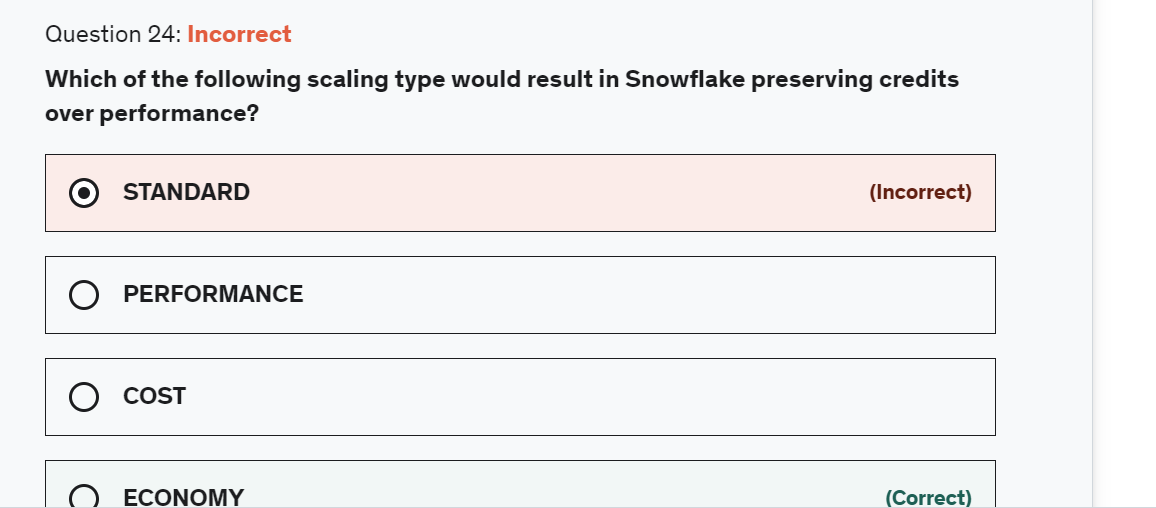 Question 24: Incorrect
Which of the following scaling type would result in Snowflake preserving credits
over performance?
STANDARD (Incorrect)
PERFORMANCE
COST
ECONOMY (Correct)